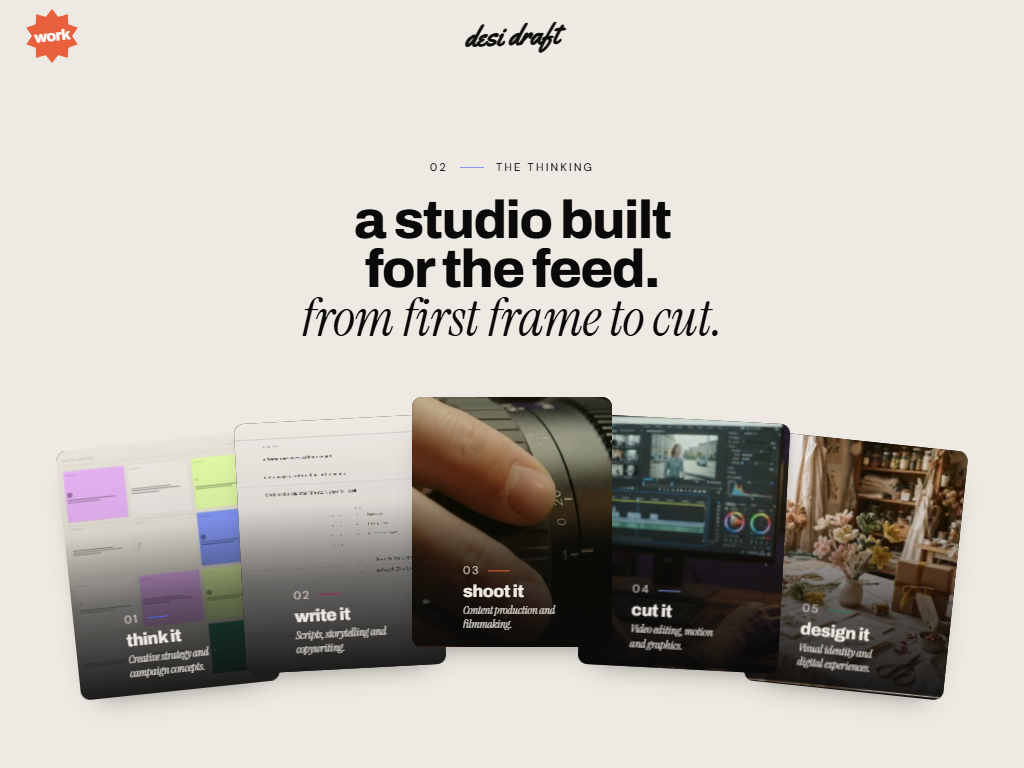 work
desi draft
02 — THE THINKING
a studio built
for the feed.
from first frame to cut.
01
think it
Creative strategy and
campaign concepts.
02
write it
Scripts, storytelling and
copywriting.
03
shoot it
Content production and
filmmaking.
04
cut it
Video editing, motion
and graphics.
05
design it
Visual identity and
digital experiences.